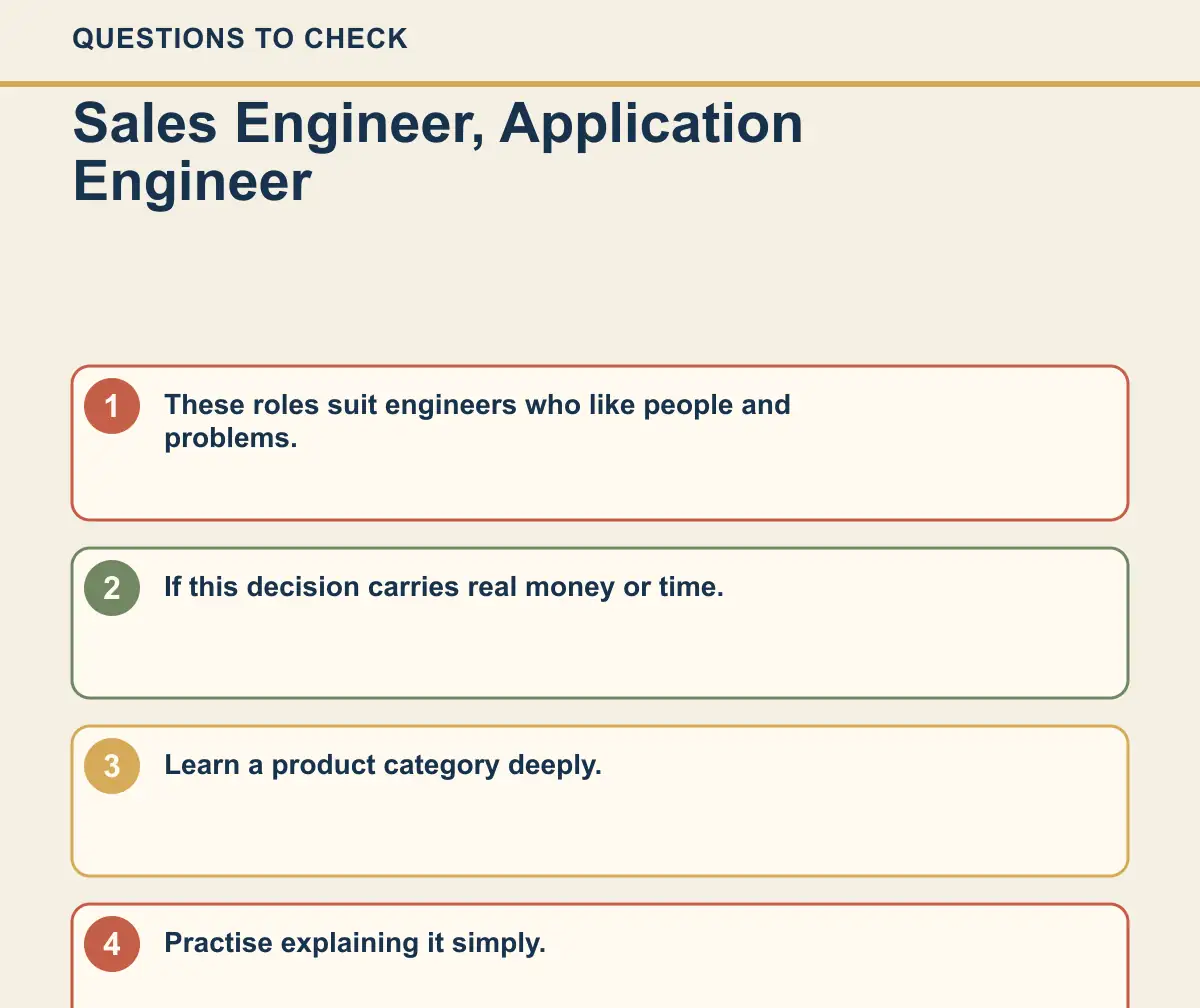 QUESTIONS TO CHECK
Sales Engineer, Application
Engineer
1
These roles suit engineers who like people and
problems.
2
If this decision carries real money or time.
3
Learn a product category deeply.
4
Practise explaining it simply.